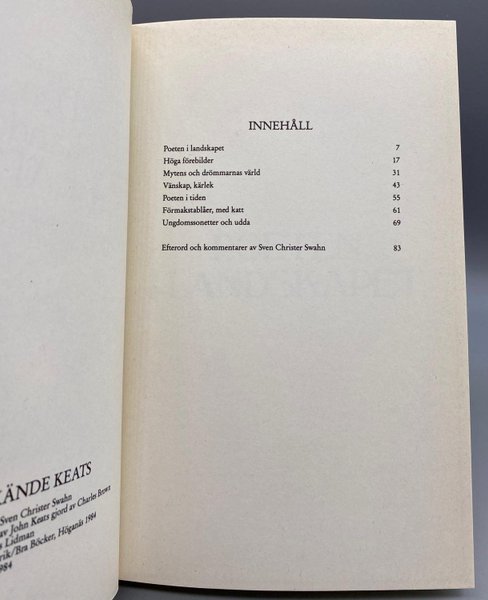 KÄNDE KEATS
Sven Christer Swahn
av John Keats gjord av Charles Brown
Lidman
Bra Böcker, Höganäs 1984
984
INNEHÅLL
Poeten i landskapet 7
Höga förebilder 17
Mytens och drömmarnas värld 31
Vänskap, kärlek 43
Poeten i tiden 55
Förmakstablåer, med katt 61
Ungdomssonetter och udda 69
Efterord och kommentarer av Sven Christer Swahn 83